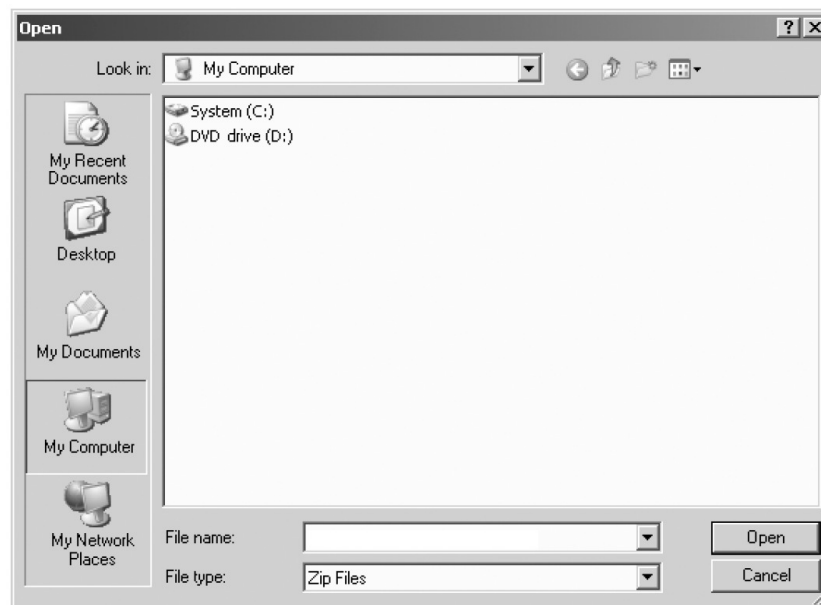 Open
Look in:
My Computer
System (C:)
DVD drive (D:)
My Recent
Documents
Desktop
My Documents
My Computer
My Network
Places
File name:
Open
File type:
Zip Files
Cancel